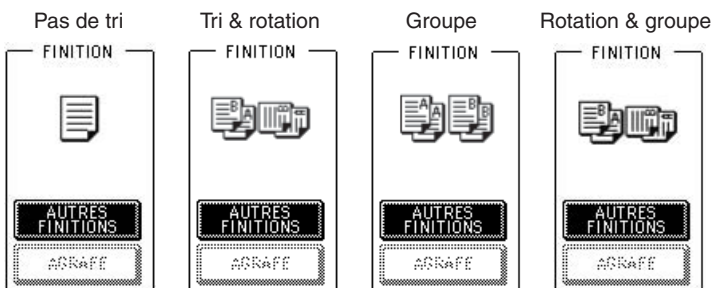 Pas de tri
Tri & rotation
Groupe
Rotation & groupe
FINITION
FINITION
FINITION
FINITION
B
A
A
A
B
B
B
A
AUTRES
FINITIONS
AUTRES
FINITIONS
AUTRES
FINITIONS
AUTRES
FINITIONS
AGRAFE
AGRAFE
AGRAFE
AGRAFE